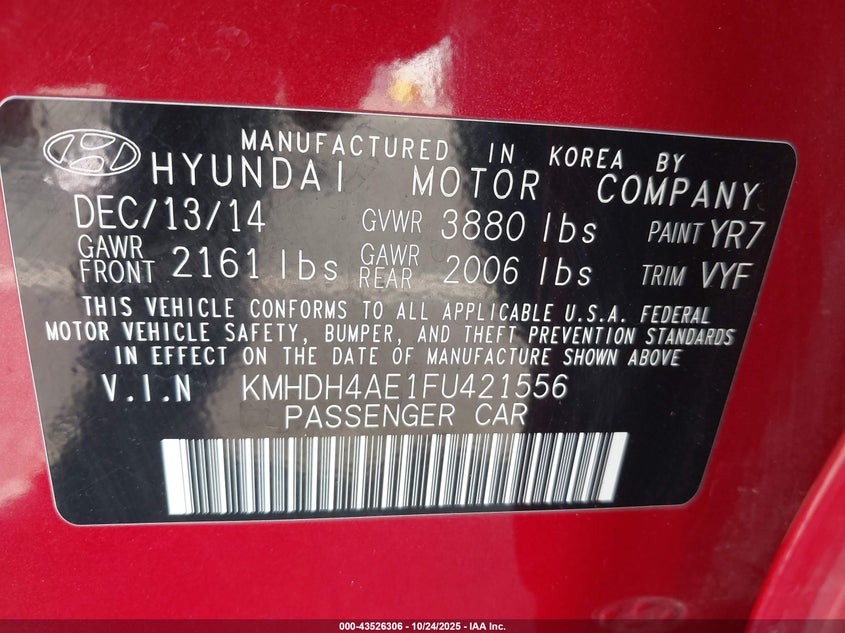 MANUFACTURED IN KOREA BY
HYUNDAI MOTOR COMPANY
DEC/13/14 GVWR 3880 lbs PAINT YR7
GAWR FRONT 2161 lbs GAWR REAR 2006 lbs TRIM VYF
THIS VEHICLE CONFORMS TO ALL APPLICABLE U.S.A. FEDERAL
MOTOR VEHICLE SAFETY, BUMPER, AND THEFT PREVENTION STANDARDS
IN EFFECT ON THE DATE OF MANUFACTURE SHOWN ABOVE
V.I.N KMHDH4AE1FU421556
PASSENGER CAR
000-43526306 - 10/24/2025 - IAA Inc.